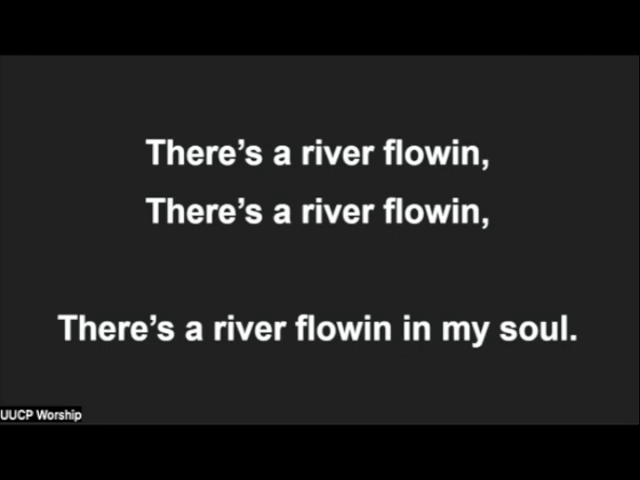 There’s a river flowin,
There’s a river flowin,
There’s a river flowin in my soul.
UUCP Worship